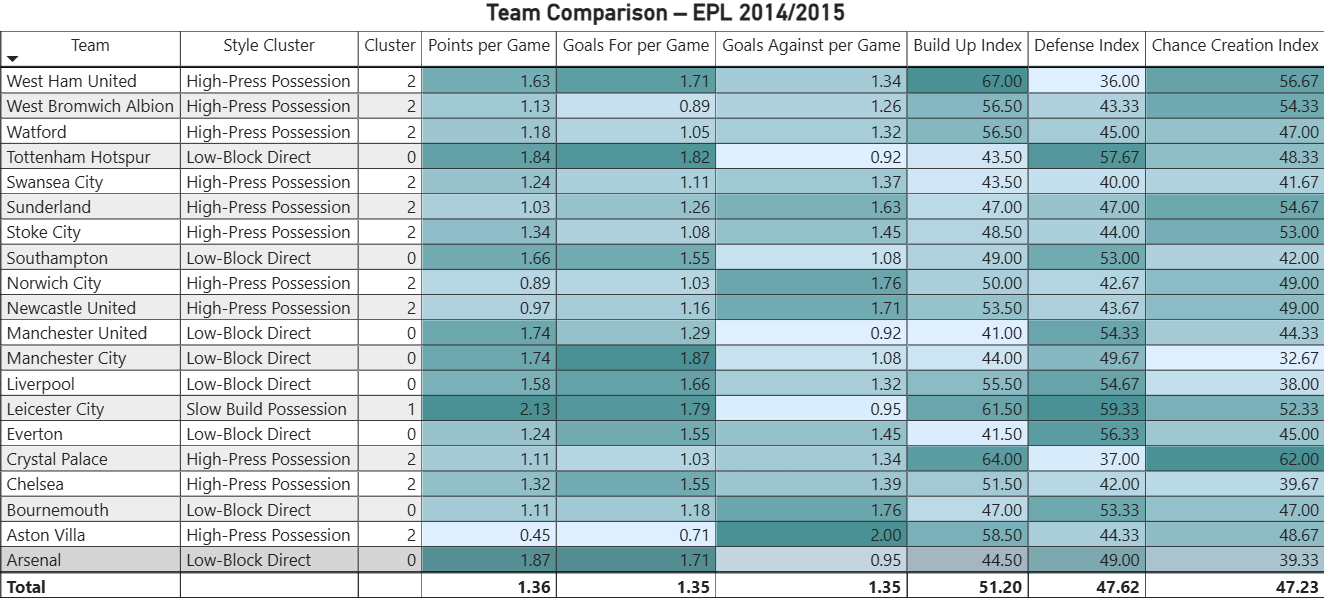 Team Comparison – EPL 2014/2015
Team Style Cluster Cluster Points per Game Goals For per Game Goals Against per Game Build Up Index Defense Index Chance Creation Index
West Ham United High-Press Possession 2 1.63 1.71 1.34 67.00 36.00 56.67
West Bromwich Albion High-Press Possession 2 1.13 0.89 1.26 56.50 43.33 54.33
Watford High-Press Possession 2 1.18 1.05 1.32 56.50 45.00 47.00
Tottenham Hotspur Low-Block Direct 0 1.84 1.82 0.92 43.50 57.67 48.33
Swansea City High-Press Possession 2 1.24 1.11 1.37 43.50 40.00 41.67
Sunderland High-Press Possession 2 1.03 1.26 1.63 47.00 47.00 54.67
Stoke City High-Press Possession 2 1.34 1.08 1.45 48.50 44.00 53.00
Southampton Low-Block Direct 0 1.66 1.55 1.08 49.00 53.00 42.00
Norwich City High-Press Possession 2 0.89 1.03 1.76 50.00 42.67 49.00
Newcastle United High-Press Possession 2 0.97 1.16 1.71 53.50 43.67 49.00
Manchester United Low-Block Direct 0 1.74 1.29 0.92 41.00 54.33 44.33
Manchester City Low-Block Direct 0 1.74 1.87 1.08 44.00 49.67 32.67
Liverpool Low-Block Direct 0 1.58 1.66 1.32 55.50 54.67 38.00
Leicester City Slow Build Possession 1 2.13 1.79 0.95 61.50 59.33 52.33
Everton Low-Block Direct 0 1.24 1.55 1.45 41.50 56.33 45.00
Crystal Palace High-Press Possession 2 1.11 1.03 1.34 64.00 37.00 62.00
Chelsea High-Press Possession 2 1.32 1.55 1.39 51.50 42.00 39.67
Bournemouth Low-Block Direct 0 1.11 1.18 1.76 47.00 53.33 47.00
Aston Villa High-Press Possession 2 0.45 0.71 2.00 58.50 44.33 48.67
Arsenal Low-Block Direct 0 1.87 1.71 0.95 44.50 49.00 39.33
Total 1.36 1.35 1.35 51.20 47.62 47.23